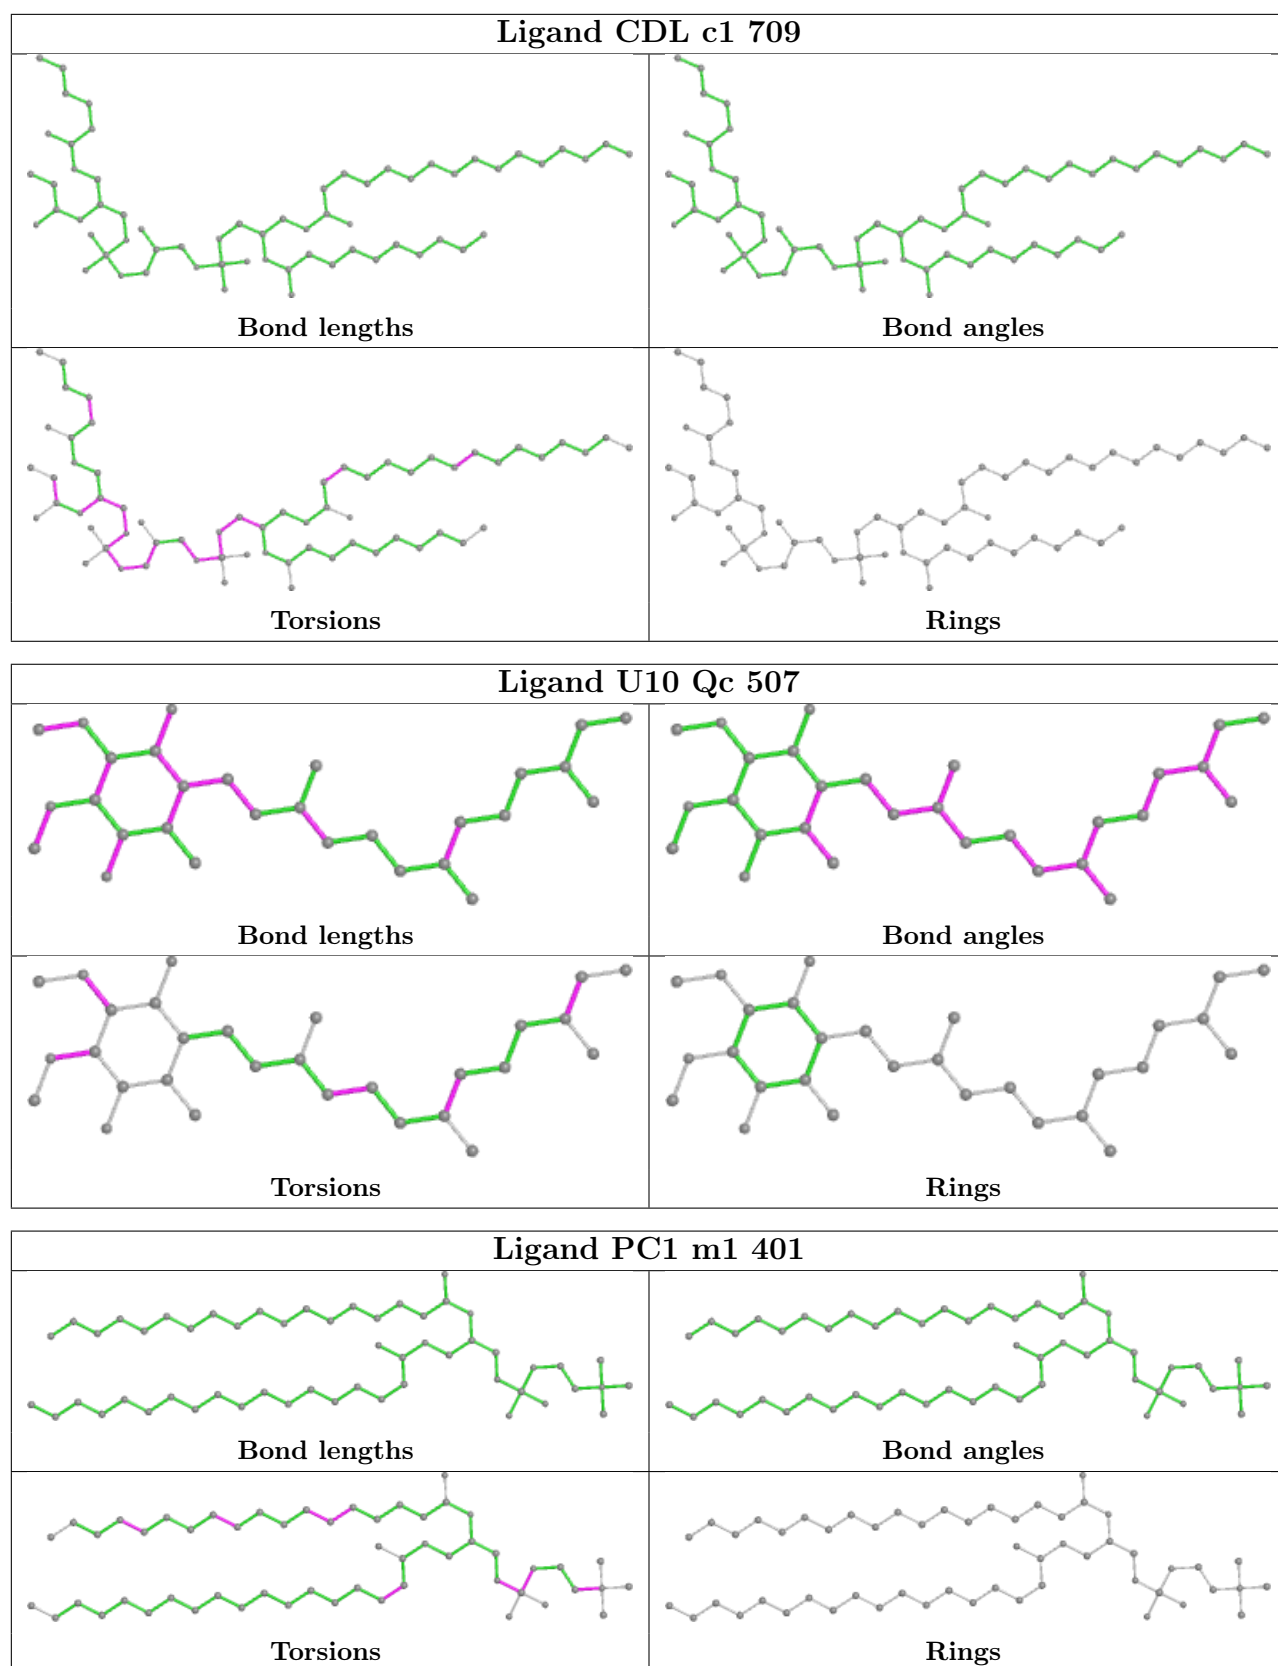 Ligand CDL c1 709
Bond lengths
Bond angles
Torsions
Rings
Ligand U10 Qc 507
Bond lengths
Bond angles
Torsions
Rings
Ligand PC1 m1 401
Bond lengths
Bond angles
Torsions
Rings